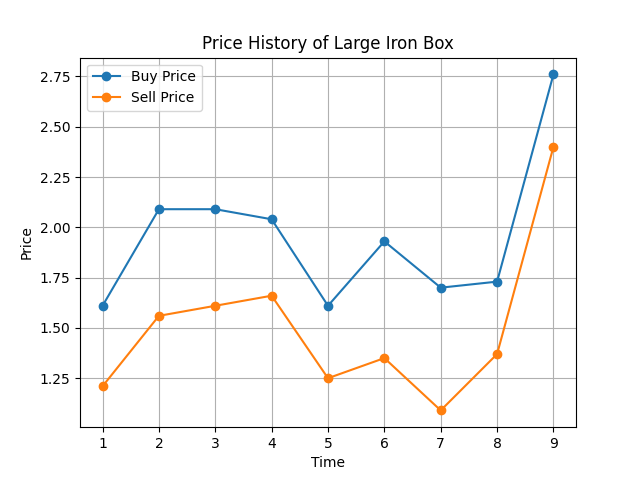 Price History of Large Iron Box
Buy Price
Sell Price
Price
2.75
2.50
2.25
2.00
1.75
1.50
1.25
1 2 3 4 5 6 7 8 9
Time